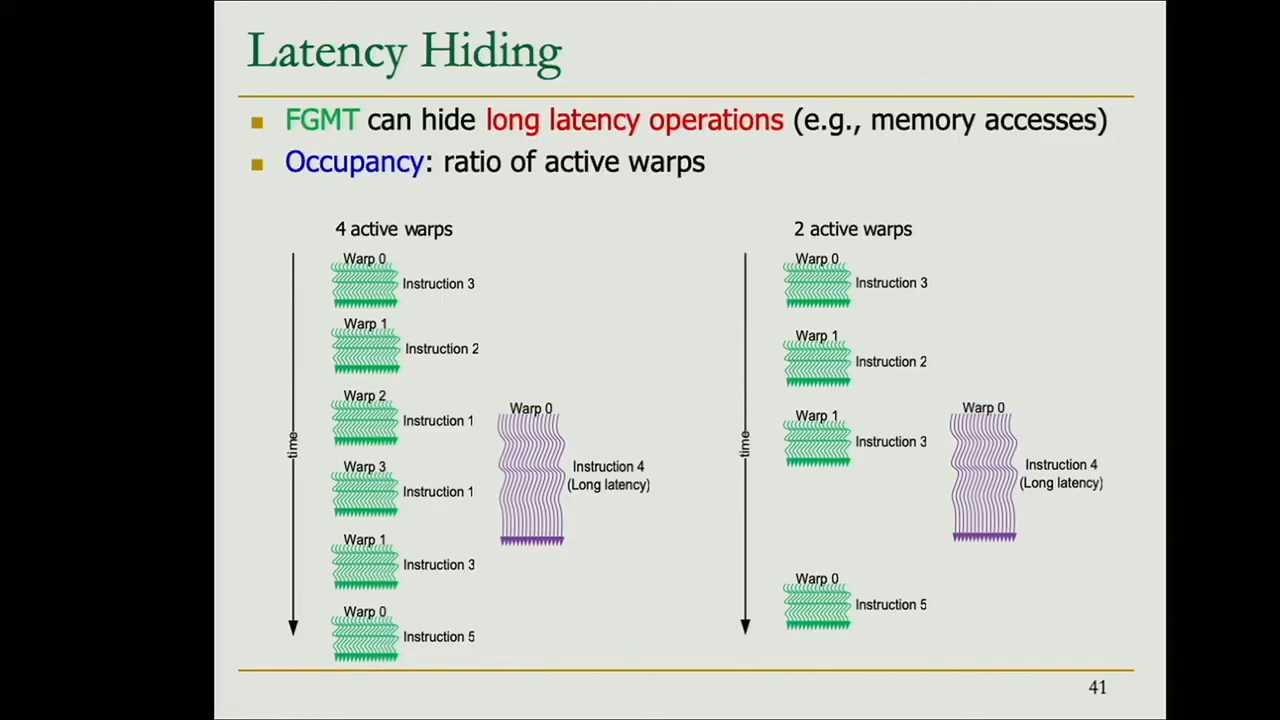 Latency Hiding
FGMT can hide long latency operations (e.g., memory accesses)
Occupancy: ratio of active warps
4 active warps
Warp 0
Instruction 3
Warp 1
Instruction 2
Warp 2
Instruction 1
Warp 3
Instruction 1
Warp 1
Instruction 3
Warp 0
Instruction 5
Warp 0
Instruction 4
(Long latency)
time
2 active warps
Warp 0
Instruction 3
Warp 1
Instruction 2
Warp 1
Instruction 3
Warp 0
Instruction 5
Warp 0
Instruction 4
(Long latency)
time
41